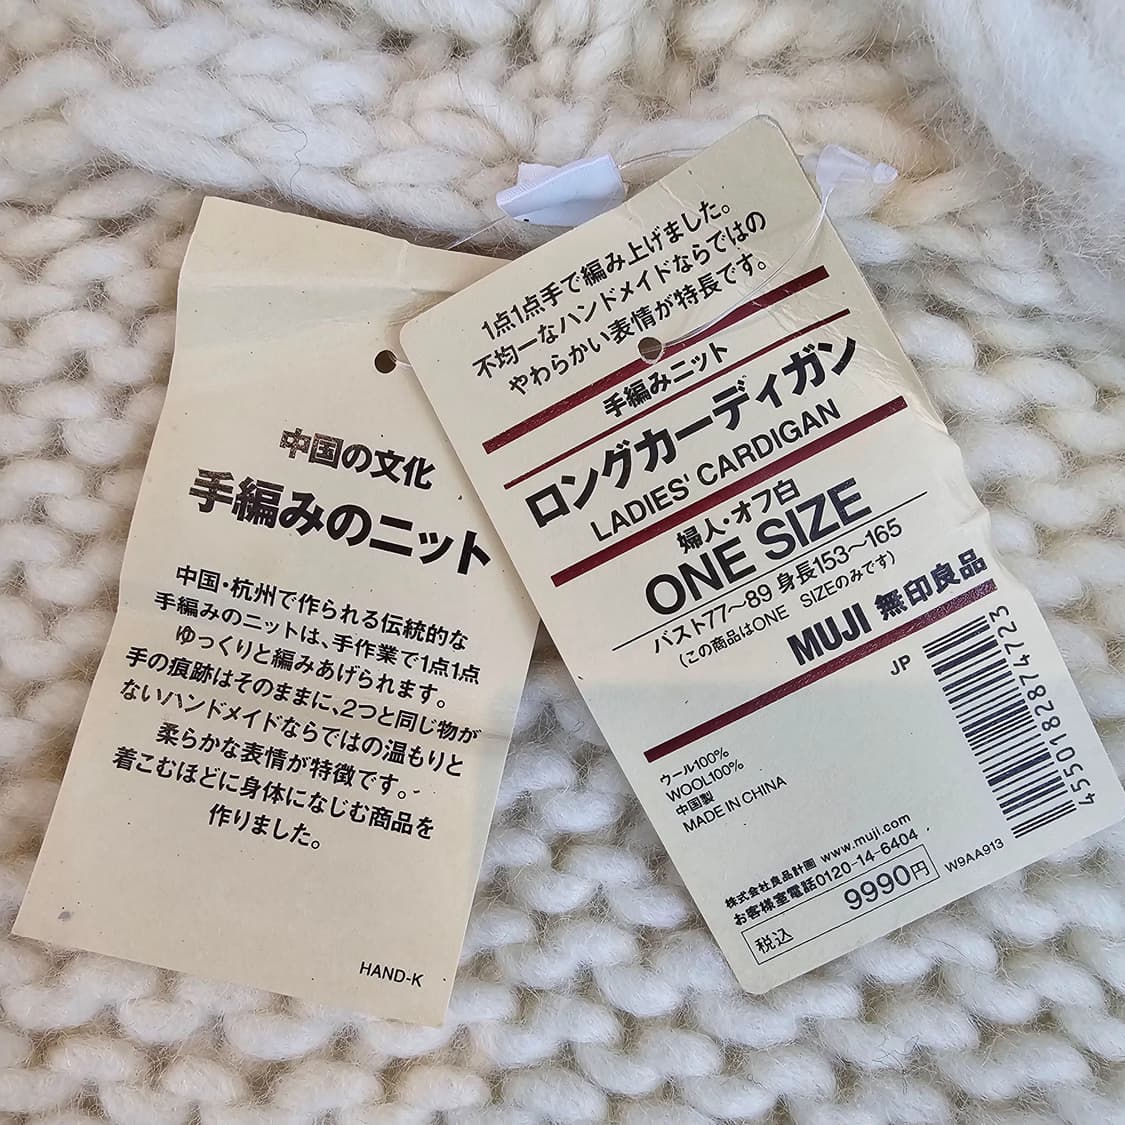 中国の文化
手編みのニット
中国・杭州で作られる伝統的な
手編みのニットは、手作業で1点1点
ゆっくりと編みあげられます。
手の痕跡はそのままに、2つと同じ物が
ないハンドメイドならではの温もりと
柔らかな表情が特徴です。
着こむほどに身体になじむ商品を
作りました。
HAND-K
1点1点手で編み上げました。
不均一なハンドメイドならではの
やわらかい表情が特長です。
手編みニット
ロングカーディガン
LADIES' CARDIGAN
婦人・オフ白
ONE SIZE
バスト77〜89 身長153〜165
(この商品はONE SIZEのみです)
MUJI 無印良品
JP
4550182874723
ウール100%
WOOL100%
中国製
MADE IN CHINA
株式会社良品計画 www.muji.com
お客様室電話0120-14-6404
税込 9990円
W9AA913